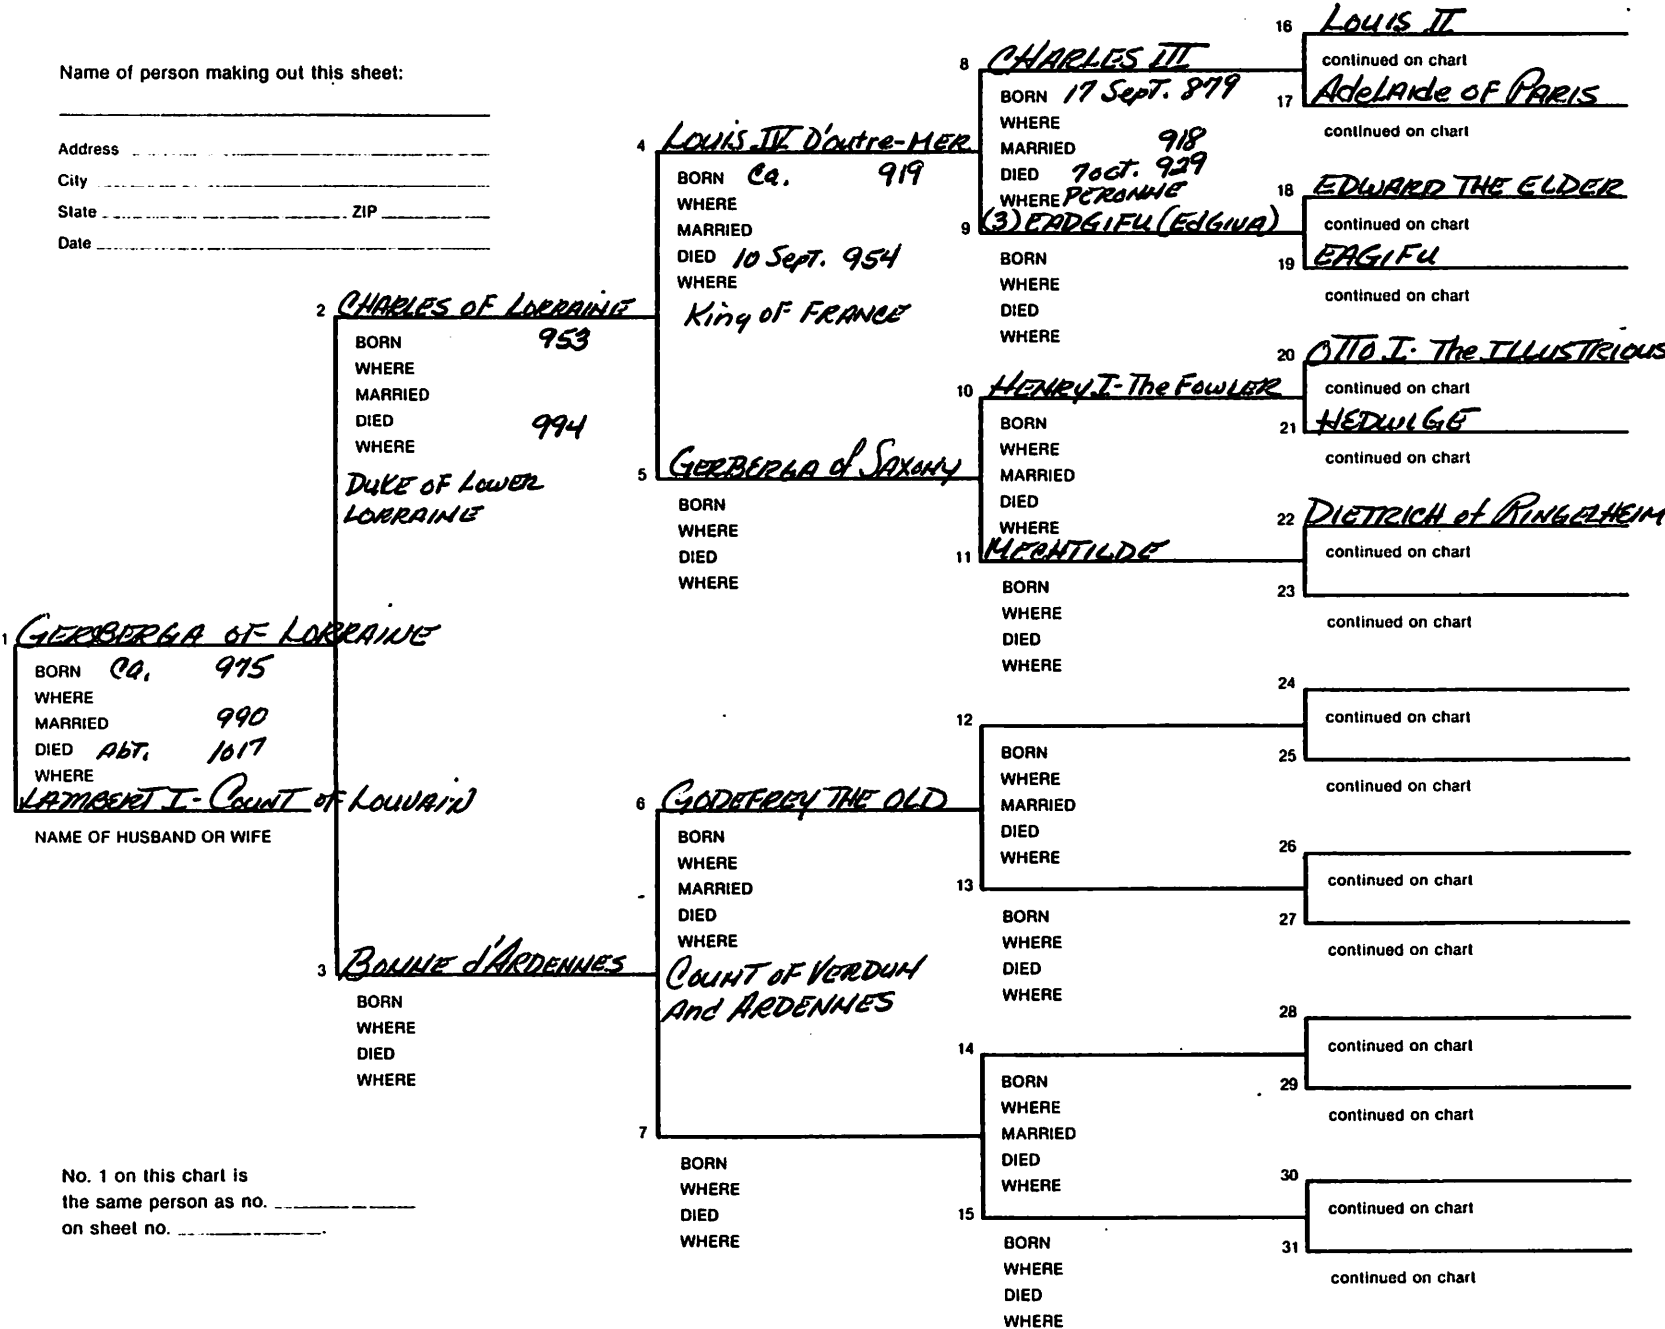 Name of person making out this sheet:
Address
City
State ZIP
Date
1 GERBERGA OF LORRAINE
BORN Ca. 975
WHERE
MARRIED 990
DIED Abt. 1017
WHERE
LAMBERT I - COUNT OF LOUVAIN
NAME OF HUSBAND OR WIFE
No. 1 on this chart is
the same person as no.
on sheet no.
2 CHARLES OF LORRAINE
BORN 953
WHERE
MARRIED
DIED 994
WHERE
DUKE OF LOWER
LORRAINE
3 BONNE d'ARDENNES
BORN
WHERE
DIED
WHERE
4 LOUIS IV D'outre-MER
BORN Ca. 919
WHERE
MARRIED
DIED 10 Sept. 954
WHERE
King OF FRANCE
5 GERBERGA of SAXONY
BORN
WHERE
DIED
WHERE
6 GODEFREY THE OLD
BORN
WHERE
MARRIED
DIED
WHERE
COUNT OF VERDUN
And ARDENNES
7
BORN
WHERE
DIED
WHERE
8 CHARLES III
BORN 17 Sept. 879
WHERE
MARRIED 918
DIED 7 oct. 929
WHERE PERONNE
9 (3) EADGIFU (EdGIVA)
BORN
WHERE
DIED
WHERE
10 HENRY I - The FOWLER
BORN
WHERE
MARRIED
DIED
WHERE
11 MECHTILDE
BORN
WHERE
DIED
WHERE
12
BORN
WHERE
MARRIED
DIED
WHERE
13
BORN
WHERE
DIED
WHERE
14
BORN
WHERE
MARRIED
DIED
WHERE
15
BORN
WHERE
DIED
WHERE
16 LOUIS II
continued on chart
17 AdeLAide OF PARIS
continued on chart
18 EDWARD THE ELDER
continued on chart
19 EAGIFU
continued on chart
20 OTTO I - The ILLUSTRIOUS
continued on chart
21 HEDWIGE
continued on chart
22 DIETRICH of RINGELHEIM
continued on chart
23
continued on chart
24
continued on chart
25
continued on chart
26
continued on chart
27
continued on chart
28
continued on chart
29
continued on chart
30
continued on chart
31
continued on chart